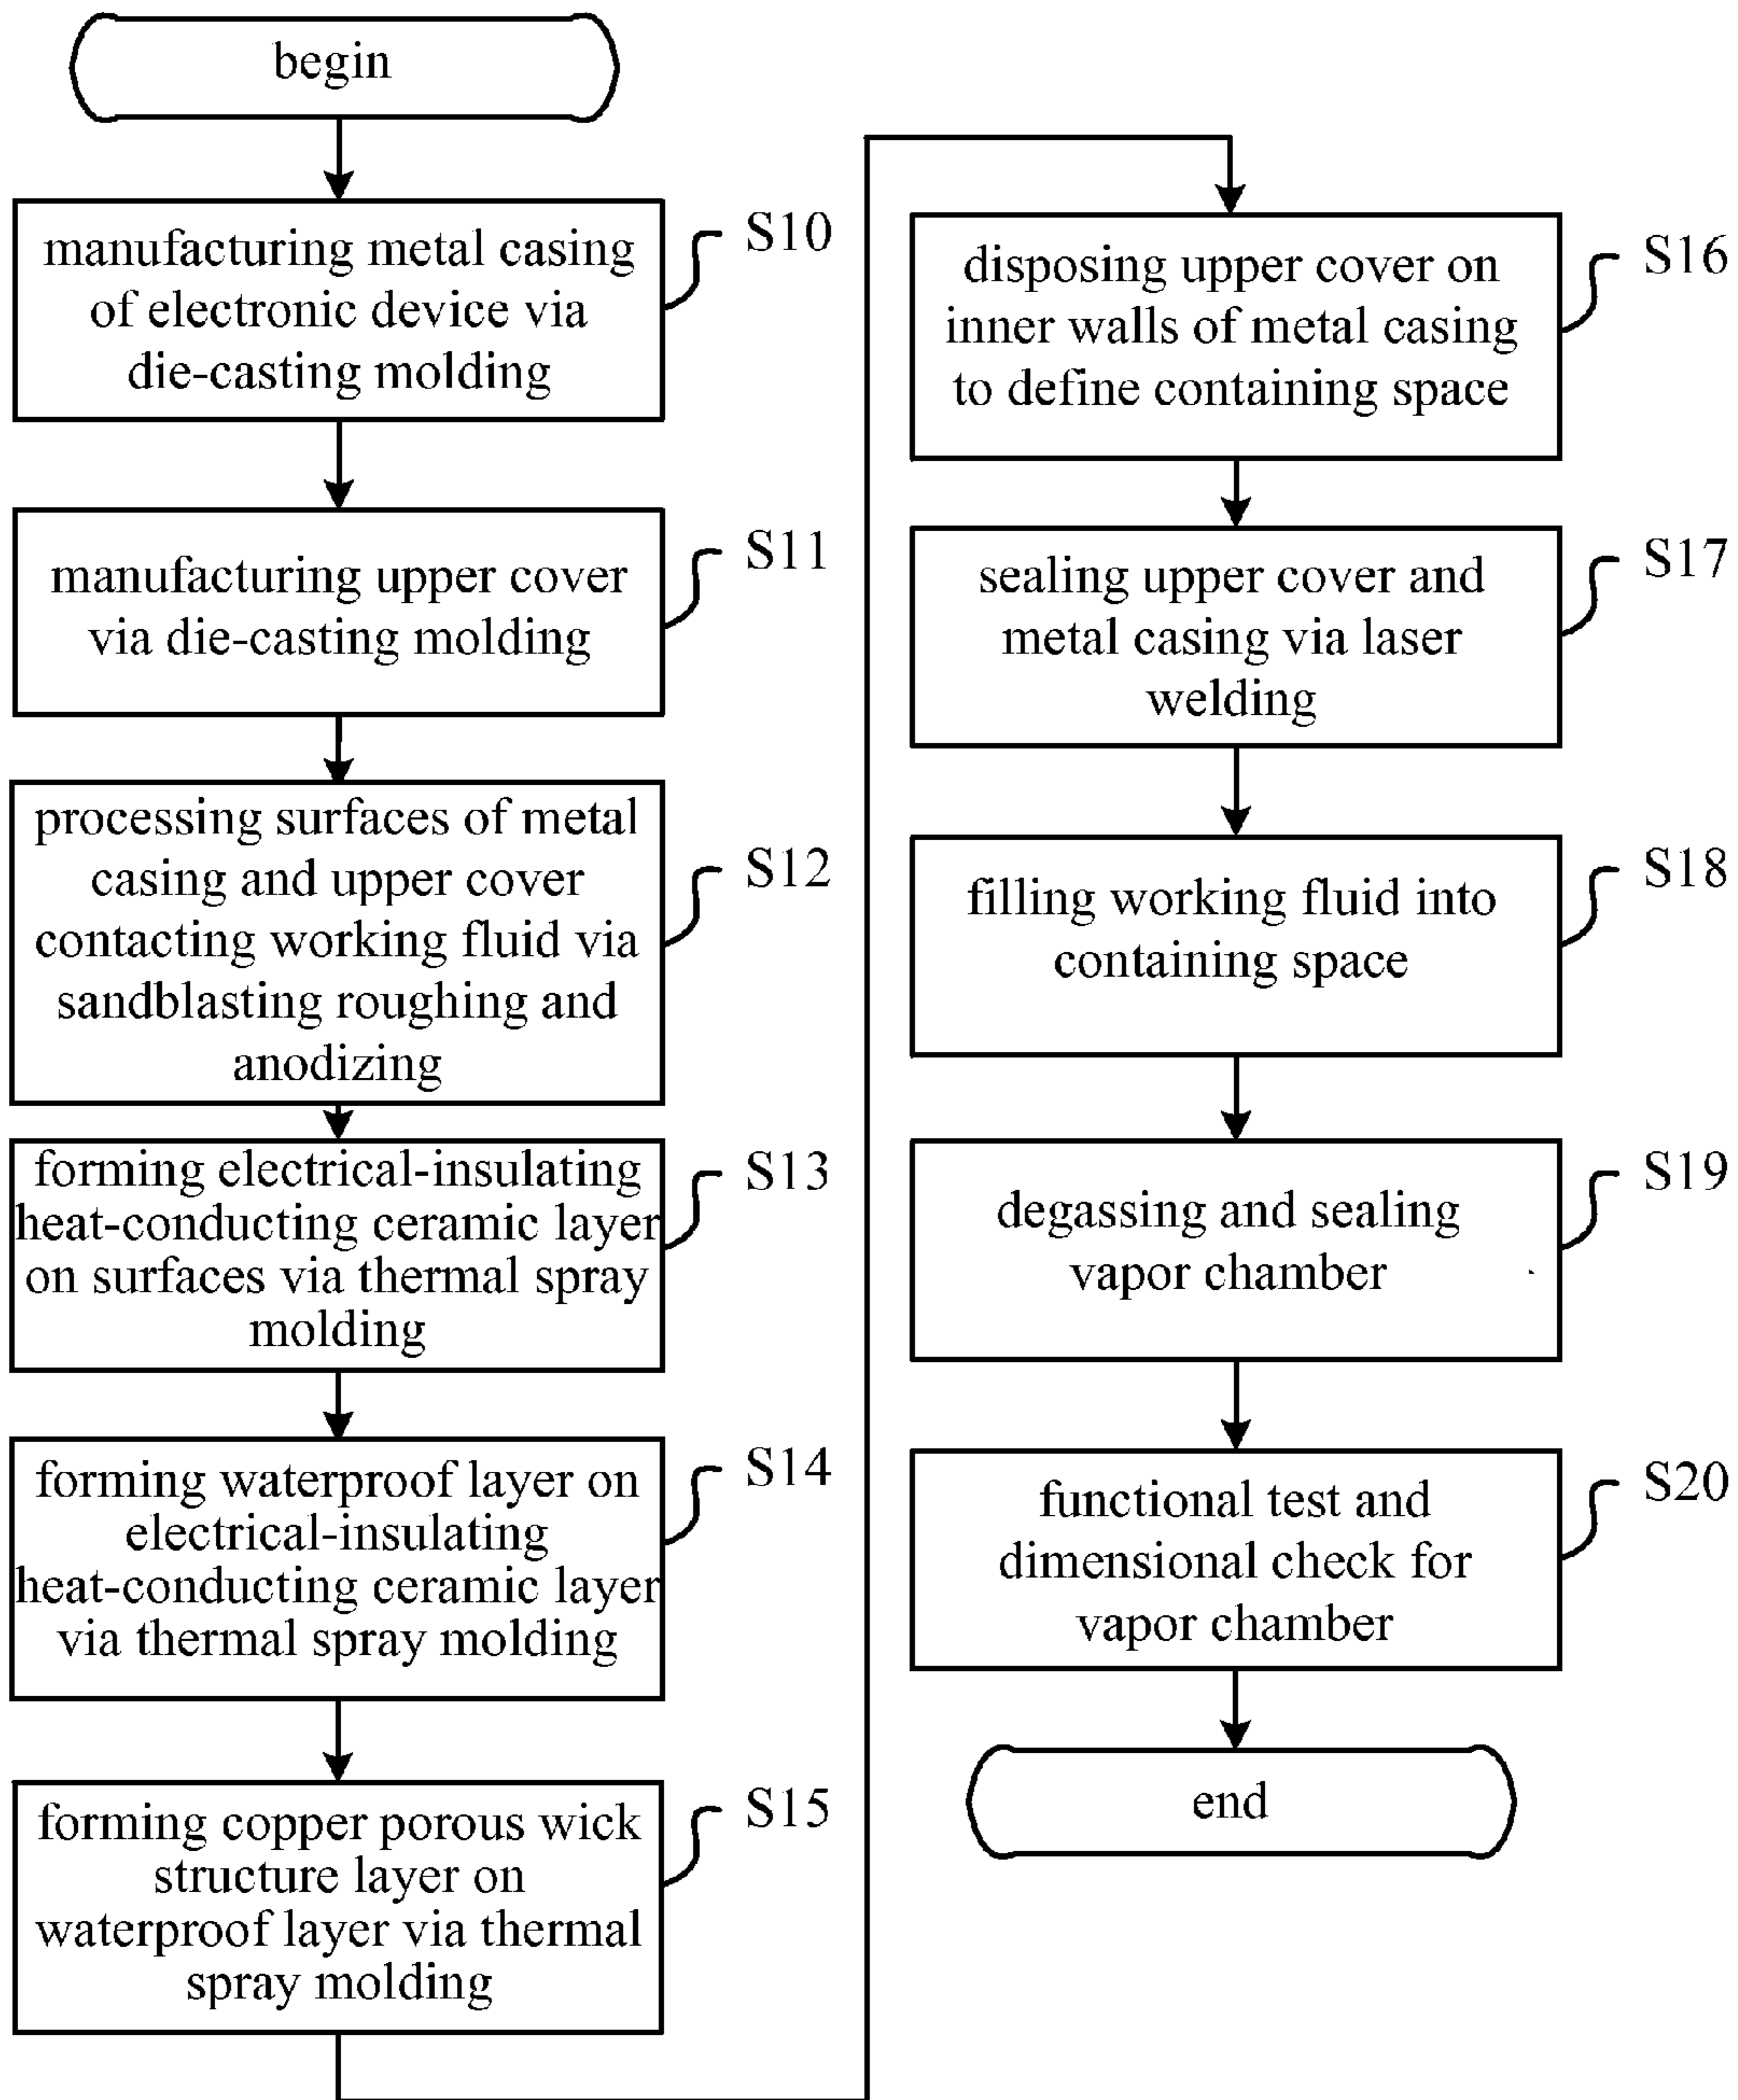 begin
manufacturing metal casing
of electronic device via
die-casting molding
S10
manufacturing upper cover
via die-casting molding
S11
processing surfaces of metal
casing and upper cover
contacting working fluid via
sandblasting roughing and
anodizing
S12
forming electrical-insulating
heat-conducting ceramic layer
on surfaces via thermal spray
molding
S13
forming waterproof layer on
electrical-insulating
heat-conducting ceramic layer
via thermal spray molding
S14
forming copper porous wick
structure layer on
waterproof layer via thermal
spray molding
S15
disposing upper cover on
inner walls of metal casing
to define containing space
S16
sealing upper cover and
metal casing via laser
welding
S17
filling working fluid into
containing space
S18
degassing and sealing
vapor chamber
S19
functional test and
dimensional check for
vapor chamber
S20
end